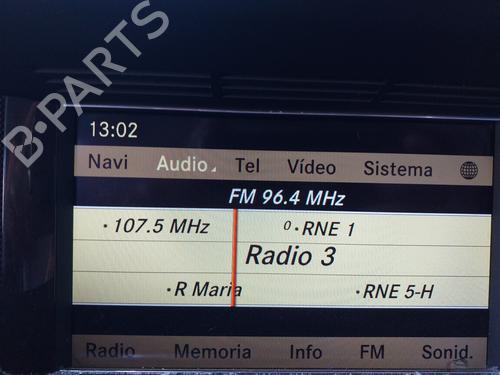 B-PARTS
13:02
Navi Audio Tel Vídeo Sistema
FM 96.4 MHz
• 107.5 MHz 0 • RNE 1
Radio 3
• R Maria • RNE 5-H
Radio Memoria Info FM Sonid.